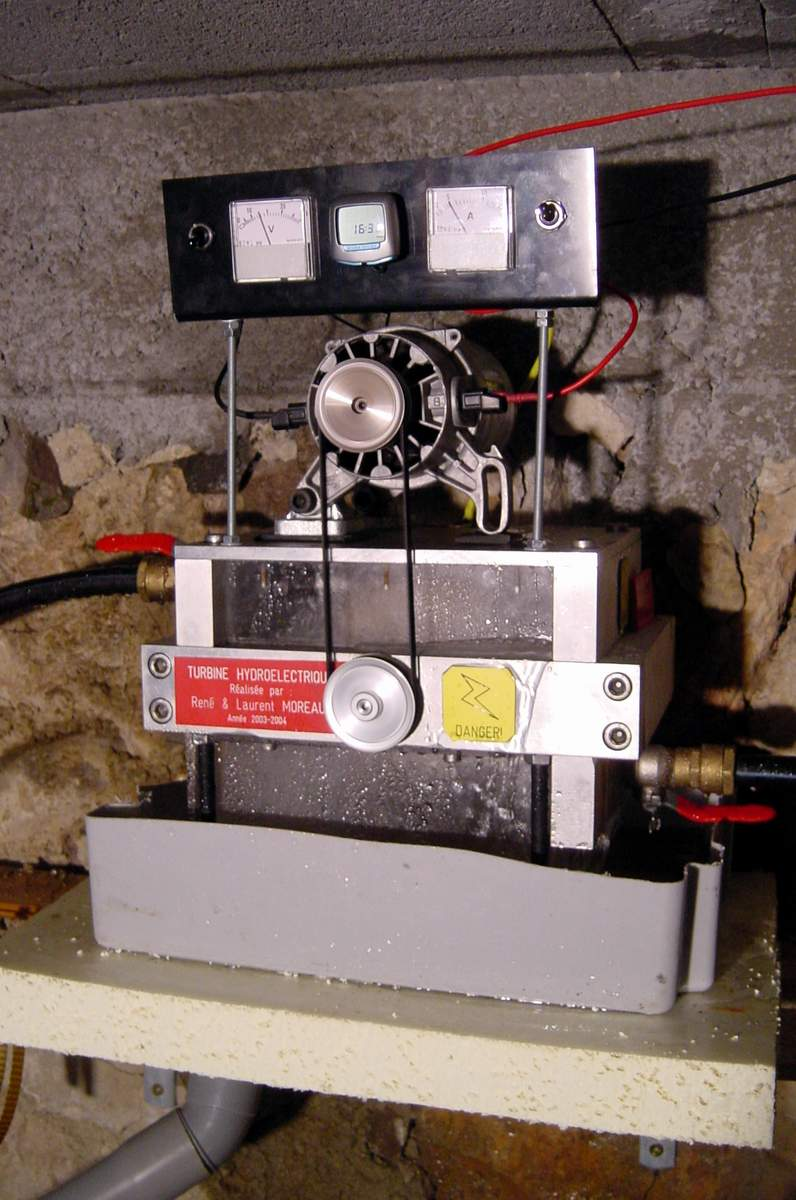 V
16:3
A
B
TURBINE HYDROELECTRIQU
Réalisée par :
René & Laurent MOREAU
Année 2003-2004
DANGER!